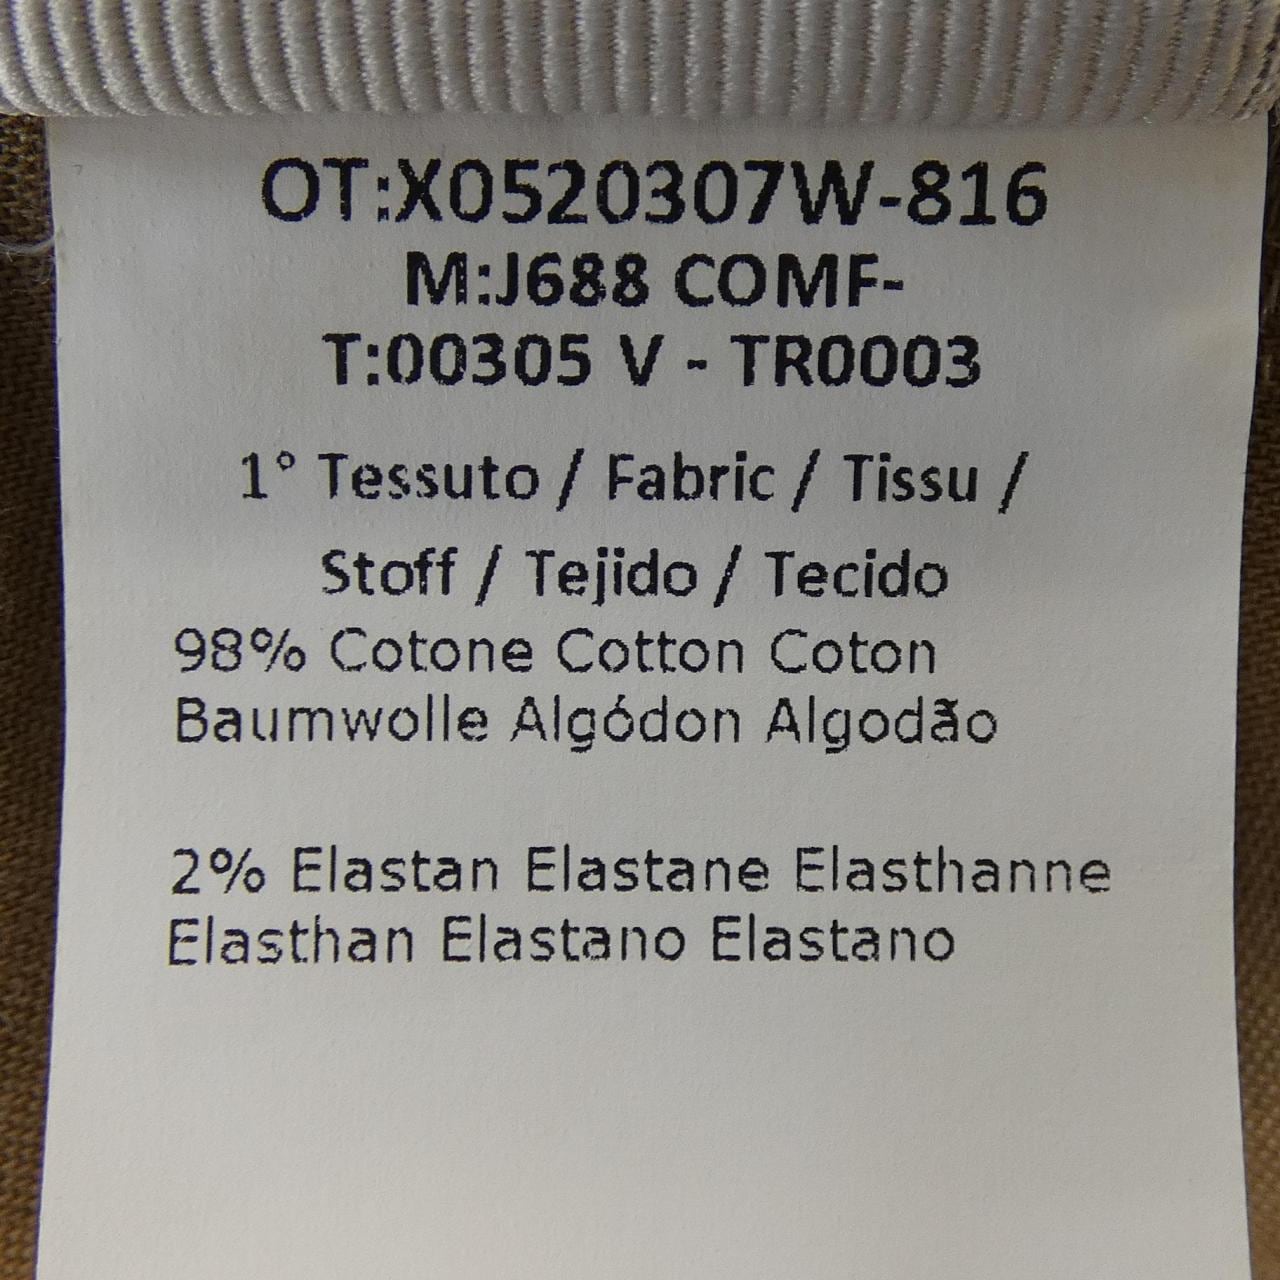 OT:X0520307W-816
M:J688 COMF-
T:00305 V - TR0003
1° Tessuto / Fabric / Tissu /
Stoff / Tejido / Tecido
98% Cotone Cotton Coton
Baumwolle Algódon Algodão
2% Elastan Elastane Elasthanne
Elasthan Elastano Elastano